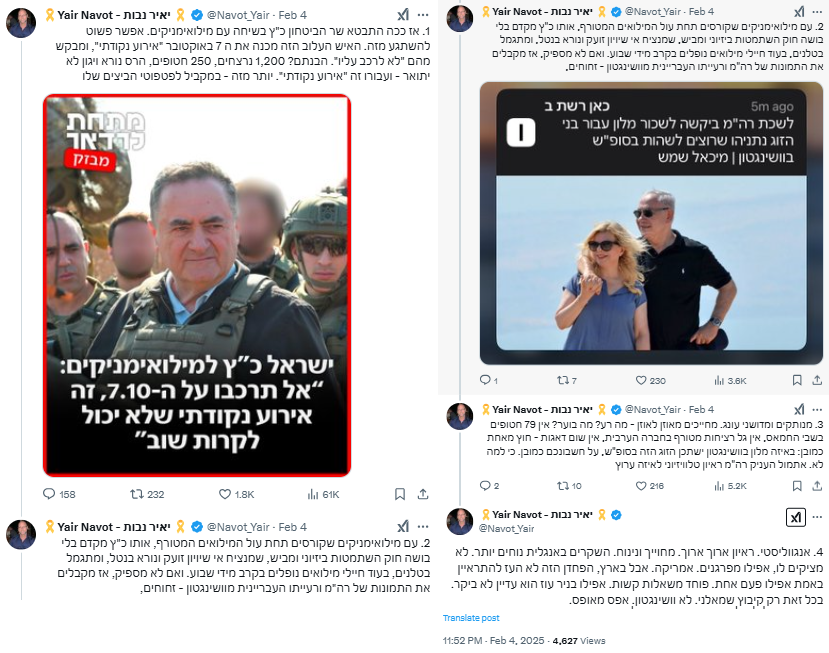 יאיר נבות - Yair Navot @Navot_Yair · Feb 4
1. אז ככה התבטא שר הביטחון כ"ץ בשיחה עם מילואימניקים. אפשר פשוט
להשתגע מזה. האיש העלוב הזה מכנה את ה 7 באוקטובר "אירוע נקודתי", ומבקש
מהם "לא לרכב עליו". הבנתם? 1,200 נרצחים, 250 חטופים, הרס נורא ויגון לא
יתואר - ועבורו זה "אירוע נקודתי". יותר מזה - במקביל לפטפוטי הביצים שלו
מתחת
לרדאר
מבזק
ישראל כ"ץ למילואימניקים:
"אל תרכבו על ה-7.10, זה
אירוע נקודתי שלא יכול
לקרות שוב"
158 232 1.8K 61K
יאיר נבות - Yair Navot @Navot_Yair · Feb 4
2. עם מילואימניקים שקורסים תחת עול המילואים המטורף, אותו כ"ץ מקדם בלי
בושה חוק השתמטות ביזיוני ומביש, שמנציח אי שיוויון זועק ונורא בנטל, ומתגמל
בטלנים, בעוד חיילי מילואים נופלים בקרב מידי שבוע. ואם לא מספיק, אז מקבלים
את התמונות של רה"מ ורעייתו העבריינית מוושינגטון - זחוחים,
יאיר נבות - Yair Navot @Navot_Yair · Feb 4
2. עם מילואימניקים שקורסים תחת עול המילואים המטורף, אותו כ"ץ מקדם בלי
בושה חוק השתמטות ביזיוני ומביש, שמנציח אי שיוויון זועק ונורא בנטל, ומתגמל
בטלנים, בעוד חיילי מילואים נופלים בקרב מידי שבוע. ואם לא מספיק, אז מקבלים
את התמונות של רה"מ ורעייתו העבריינית מוושינגטון - זחוחים,
כאן רשת ב 5m ago
לשכת רה"מ ביקשה לשכור מלון עבור בני
הזוג נתניהו שרוצים לשהות בסופ"ש
בוושינגטון | מיכאל שמש
1 7 230 3.6K
יאיר נבות - Yair Navot @Navot_Yair · Feb 4
3. מנותקים ומדושני עונג. מחייכים מאוזן לאוזן - מה רע? מה בוער? אין 79 חטופים
בשבי החמאס, אין גל רציחות מטורף בחברה הערבית, אין שום דאגות - חוץ מאחת
כמובן: באיזה מלון בוושינגטון ישתכן הזוג הזה בסופ"ש, על חשבונכם כמובן. כי למה
לא. אתמול העניק רה"מ ראיון טלוויזיוני לאיזה ערוץ
2 10 216 5.2K
יאיר נבות - Yair Navot
@Navot_Yair
4. אנגווליסטי. ראיון ארוך ארוך. מחוייך ונינוח. השקרים באנגלית נוחים יותר. לא
מציקים לו, אפילו מפרגנים. אמריקה. אבל בארץ, הפחדן הזה לא העז להתראיין
באמת אפילו פעם אחת. פוחד משאלות קשות. אפילו בניר עוז הוא עדיין לא ביקר.
בכל זאת רק קיבוץ שמאלני. לא וושינגטון. אפס מאופס.
Translate post
11:52 PM · Feb 4, 2025 · 4,627 Views